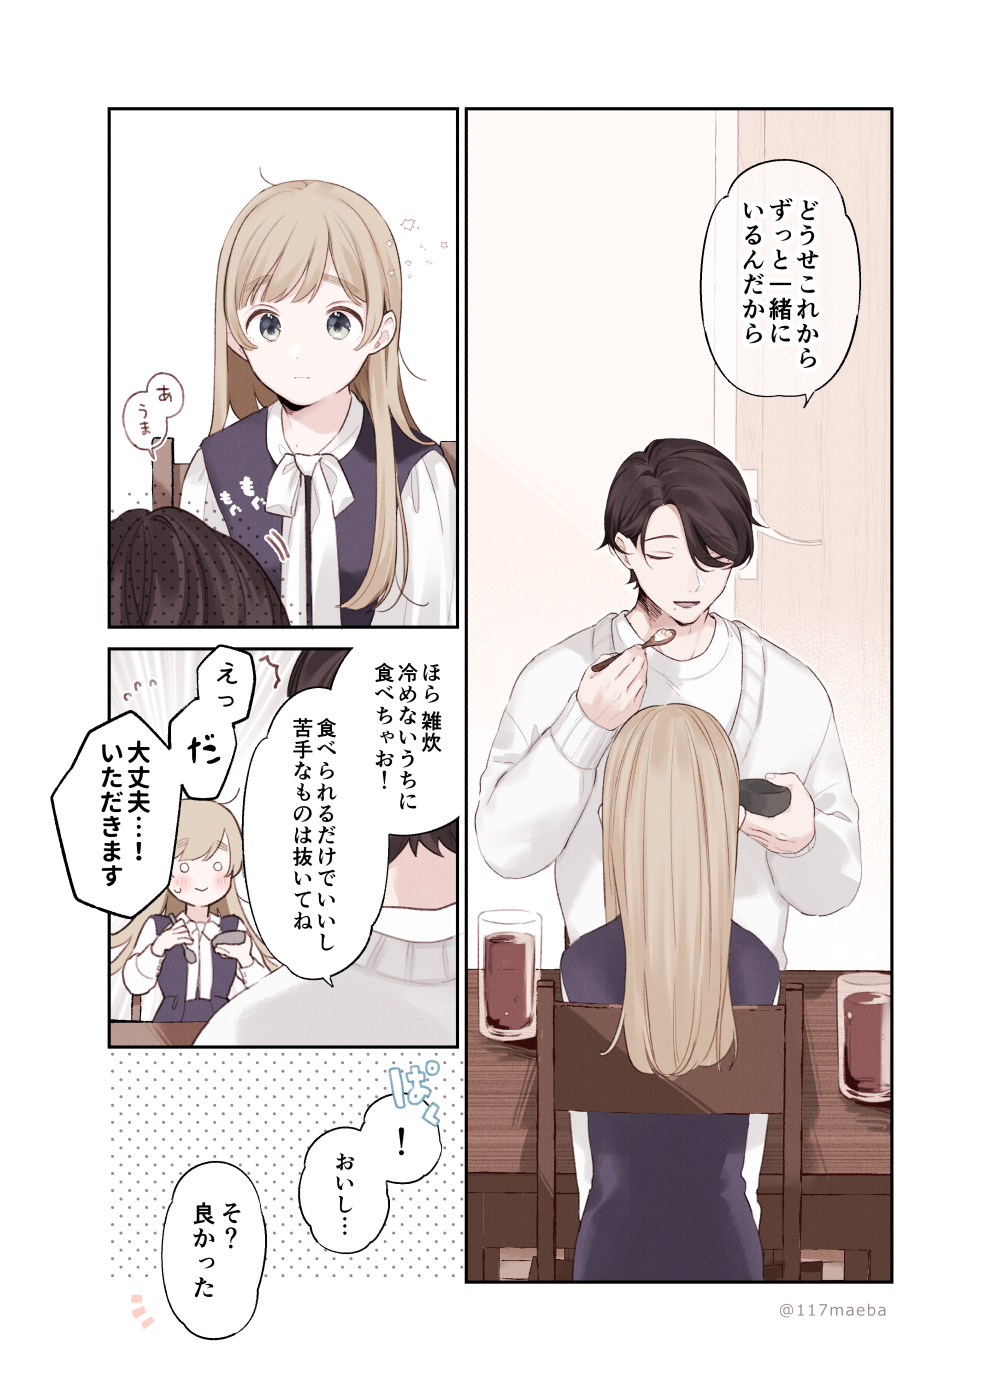 どうせこれから
ずっと一緒に
いるんだから
あ
うま
もぐ
もぐ
ほら 雑炊
冷めないうちに
食べちゃお！
食べられるだけでいいし
苦手なものは抜いてね
えっ
だ
大丈夫…！
いただきます
ぱく
！
おいし…
そ？
良かった
@117maeba